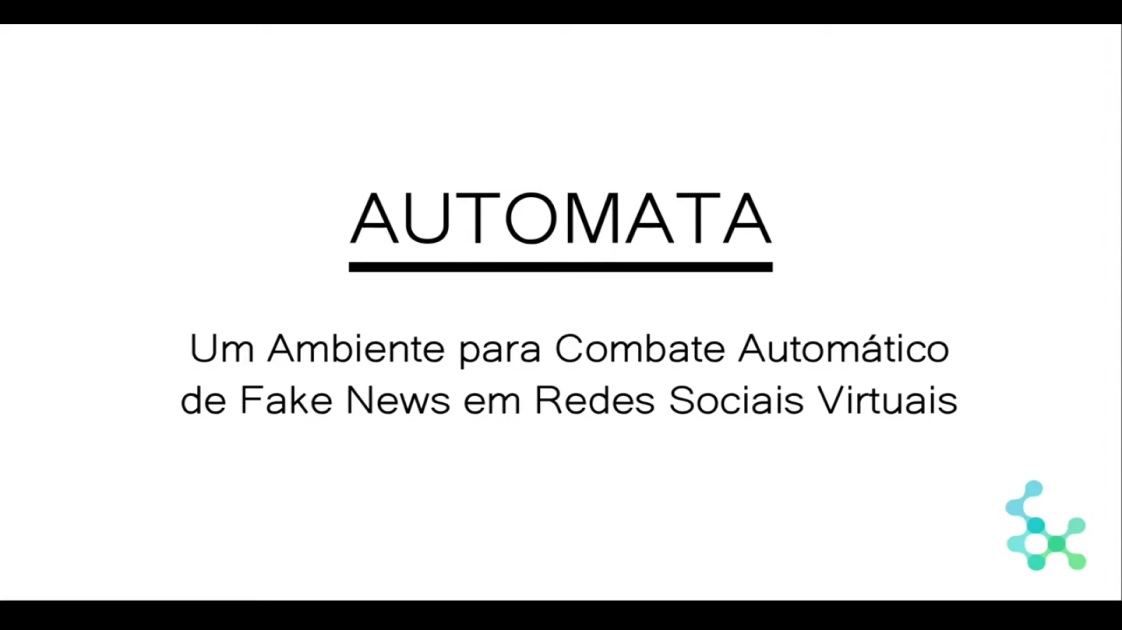 AUTOMATA
Um Ambiente para Combate Automático
de Fake News em Redes Sociais Virtuais